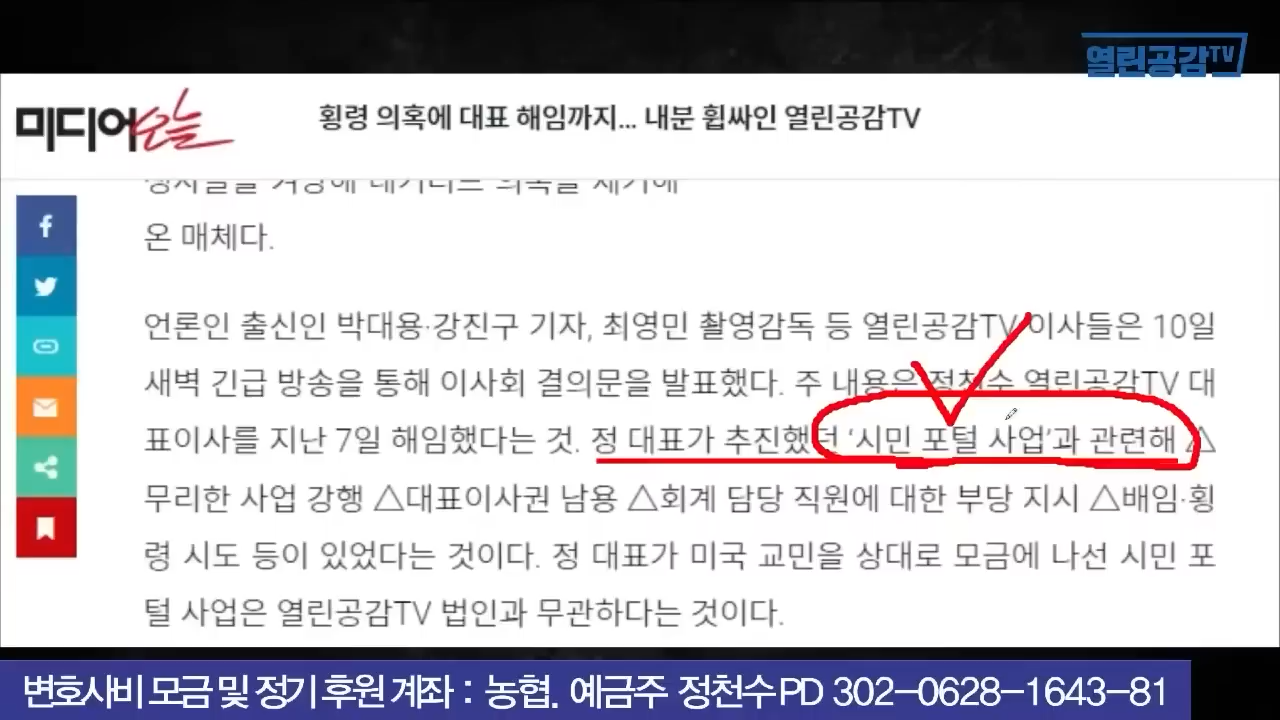 열린공감TV
미디어오늘
횡령 의혹에 대표 해임까지... 내분 휩싸인 열린공감TV
온 매체다.
언론인 출신인 박대용·강진구 기자, 최영민 촬영감독 등 열린공감TV 이사들은 10일
새벽 긴급 방송을 통해 이사회 결의문을 발표했다. 주 내용은 정천수 열린공감TV 대
표이사를 지난 7일 해임했다는 것. 정 대표가 추진했던 ‘시민 포털 사업’과 관련해 △
무리한 사업 강행 △대표이사권 남용 △회계 담당 직원에 대한 부당 지시 △배임·횡
령 시도 등이 있었다는 것이다. 정 대표가 미국 교민을 상대로 모금에 나선 시민 포
털 사업은 열린공감TV 법인과 무관하다는 것이다.
변호사비 모금 및 정기 후원 계좌 : 농협. 예금주 정천수PD 302-0628-1643-81